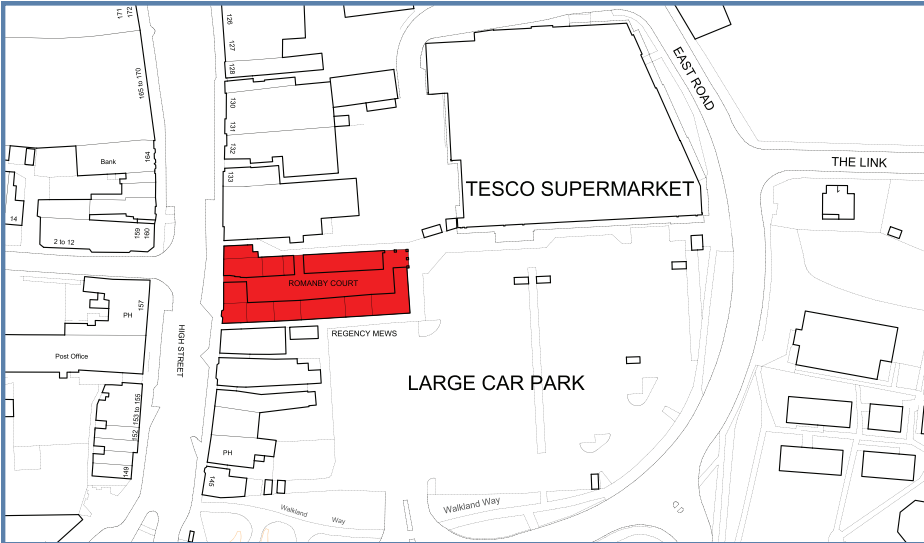 171
172
126
127
128
165 to 170
130
131
132
133
EAST ROAD
Bank
164
THE LINK
TESCO SUPERMARKET
14
2 to 12
159
160
ROMANBY COURT
157
PH
HIGH STREET
REGENCY MEWS
Post Office
LARGE CAR PARK
153 to 155
152
149
PH
145
Walkland Way
Walkland Way